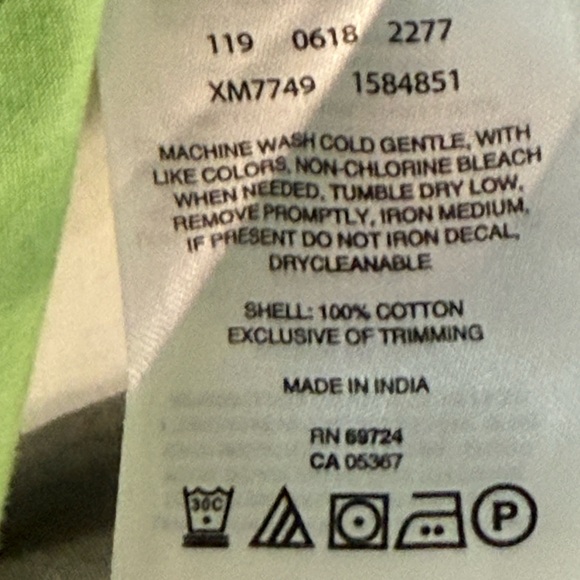 119 0618 2277
XM7749 1584851
MACHINE WASH COLD GENTLE, WITH
LIKE COLORS, NON-CHLORINE BLEACH
WHEN NEEDED, TUMBLE DRY LOW,
REMOVE PROMPTLY, IRON MEDIUM,
IF PRESENT DO NOT IRON DECAL,
DRYCLEANABLE
SHELL: 100% COTTON
EXCLUSIVE OF TRIMMING
MADE IN INDIA
RN 69724
CA 05367
30C P